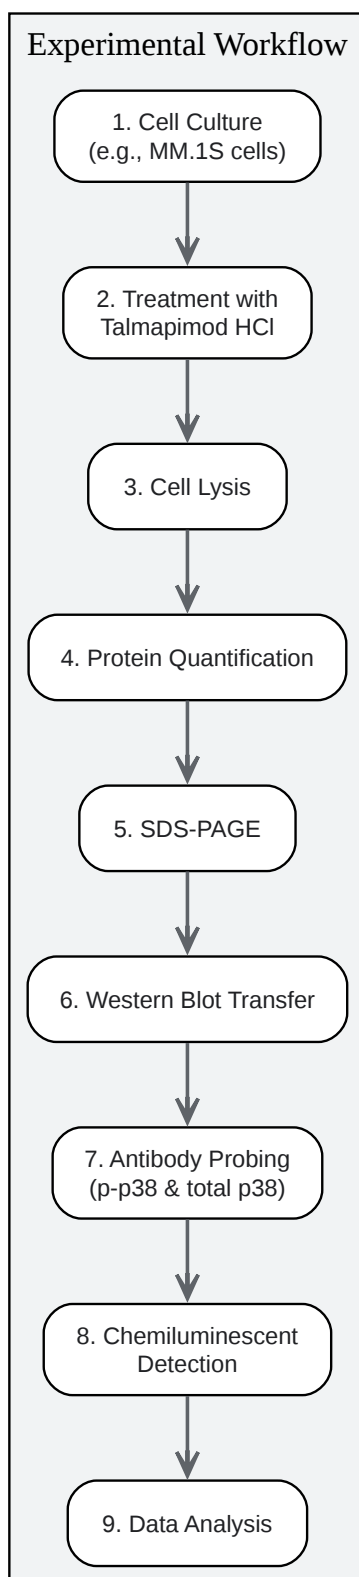 Experimental Workflow
1. Cell Culture
(e.g., MM.1S cells)
2. Treatment with
Talmapimod HCl
3. Cell Lysis
4. Protein Quantification
5. SDS-PAGE
6. Western Blot Transfer
7. Antibody Probing
(p-p38 & total p38)
8. Chemiluminescent
Detection
9. Data Analysis